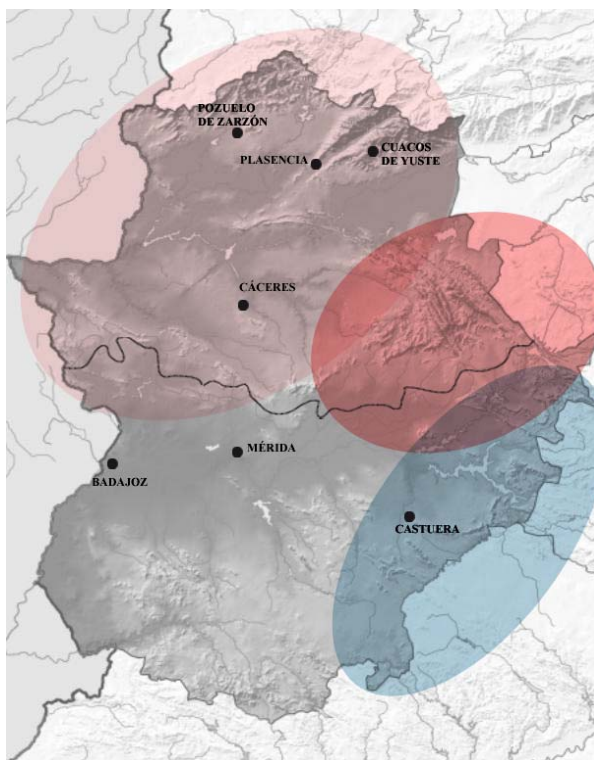 POZUELO
DE ZARZÓN
PLASENCIA
CUACOS
DE YUSTE
CÁCERES
MÉRIDA
BADAJOZ
CASTUERA